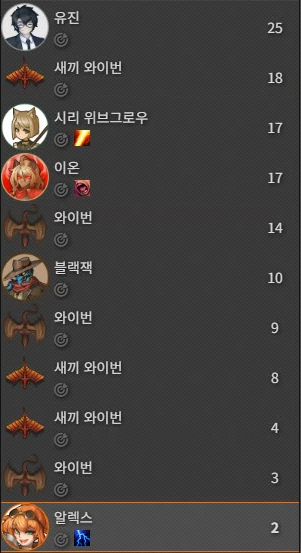 유진 25
새끼 와이번 18
시리 위브그로우 17
이온 17
와이번 14
블랙잭 10
와이번 9
새끼 와이번 8
새끼 와이번 4
와이번 3
알렉스 2